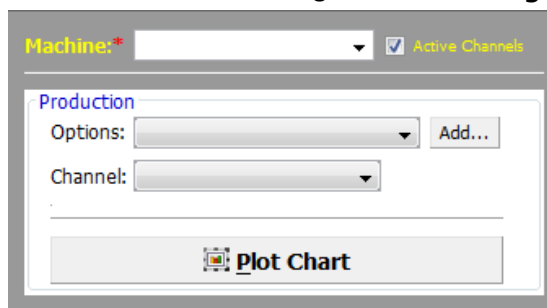 Machine:* Active Channels
Production
Options: Add...
Channel:
Plot Chart